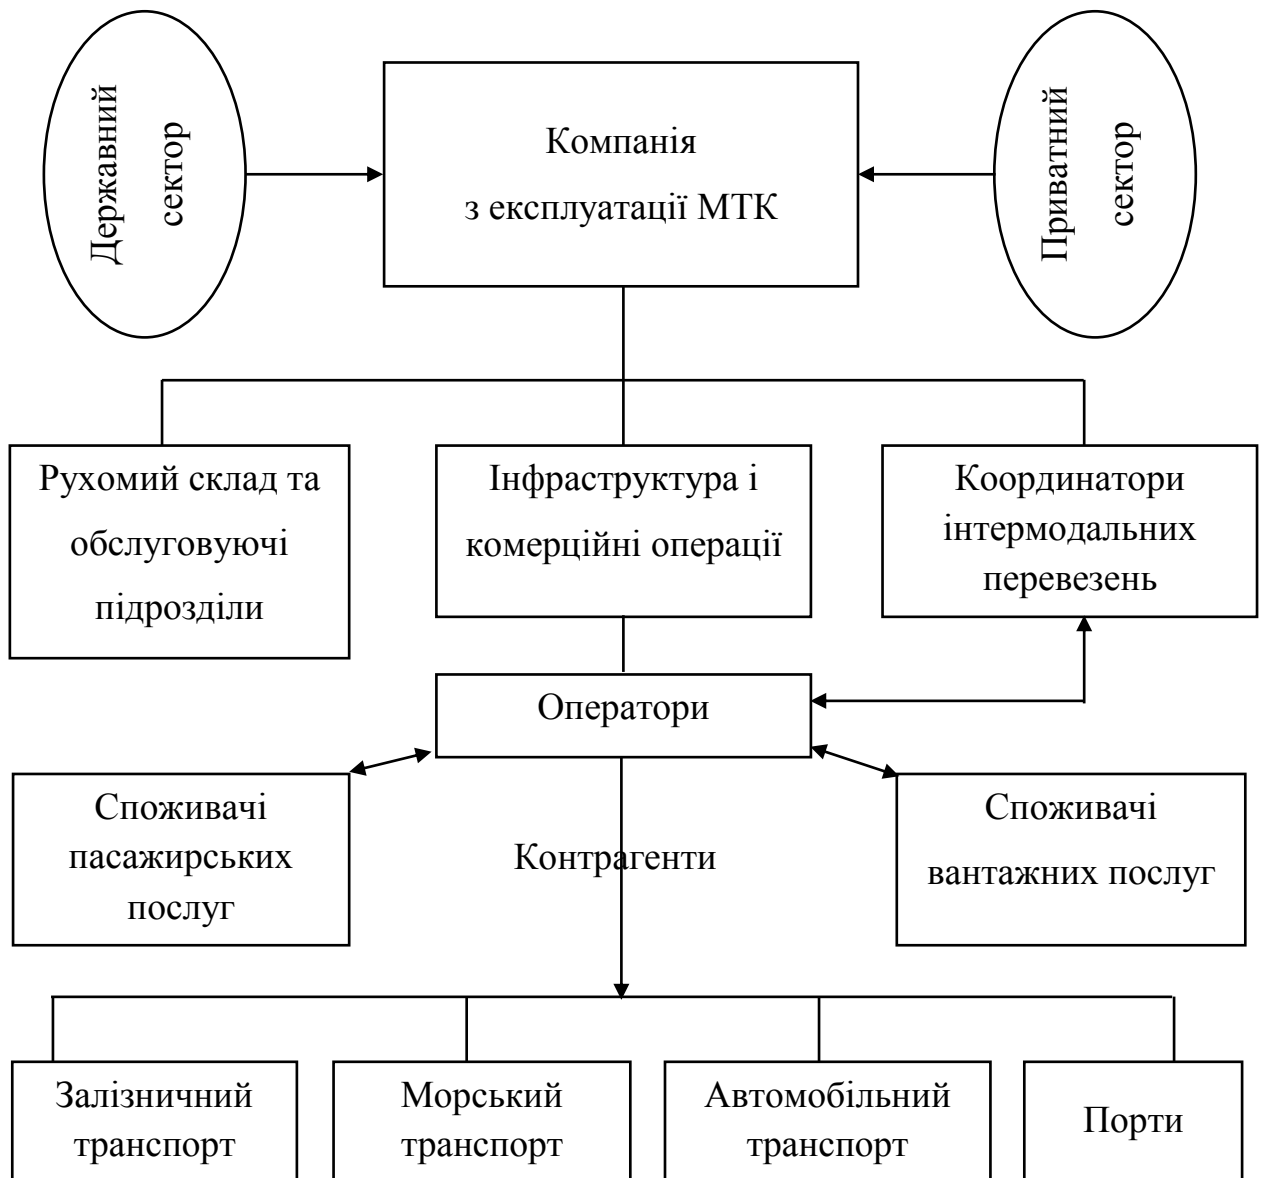 Державний
сектор
Компанія
з експлуатації МТК
Приватний
сектор
Рухомий склад та
обслуговуючі
підрозділи
Інфраструктура і
комерційні операції
Координатори
інтермодальних
перевезень
Оператори
Споживачі
пасажирських
послуг
Контрагенти
Споживачі
вантажних послуг
Залізничний
транспорт
Морський
транспорт
Автомобільний
транспорт
Порти